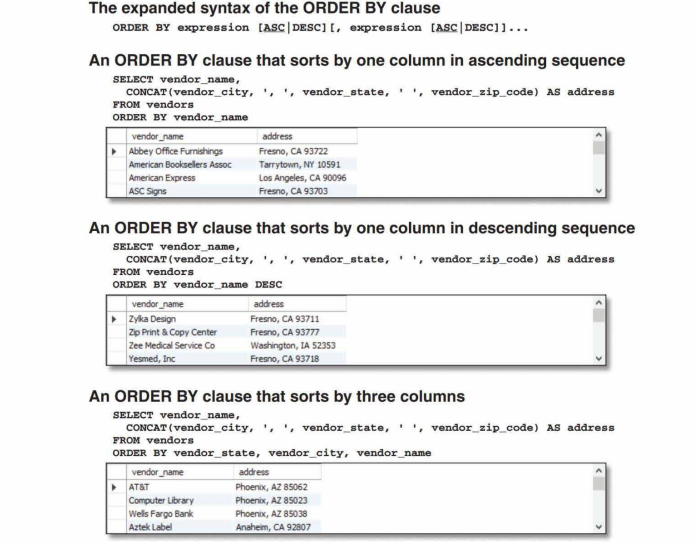 The expanded syntax of the ORDER BY clause
ORDER BY expression [ASC|DESC][, expression [ASC|DESC]]...
An ORDER BY clause that sorts by one column in ascending sequence
SELECT vendor_name,
CONCAT(vendor_city, ', ', vendor_state, ' ', vendor_zip_code) AS address
FROM vendors
ORDER BY vendor_name
vendor_name address
Abbey Office Furnishings Fresno, CA 93722
American Booksellers Assoc Tarrytown, NY 10591
American Express Los Angeles, CA 90096
ASC Signs Fresno, CA 93703
An ORDER BY clause that sorts by one column in descending sequence
SELECT vendor_name,
CONCAT(vendor_city, ', ', vendor_state, ' ', vendor_zip_code) AS address
FROM vendors
ORDER BY vendor_name DESC
vendor_name address
Zylka Design Fresno, CA 93711
Zip Print & Copy Center Fresno, CA 93777
Zee Medical Service Co Washington, IA 52353
Yesmed, Inc Fresno, CA 93718
An ORDER BY clause that sorts by three columns
SELECT vendor_name,
CONCAT(vendor_city, ', ', vendor_state, ' ', vendor_zip_code) AS address
FROM vendors
ORDER BY vendor_state, vendor_city, vendor_name
vendor_name address
AT&T Phoenix, AZ 85062
Computer Library Phoenix, AZ 85023
Wells Fargo Bank Phoenix, AZ 85038
Aztek Label Anaheim, CA 92807